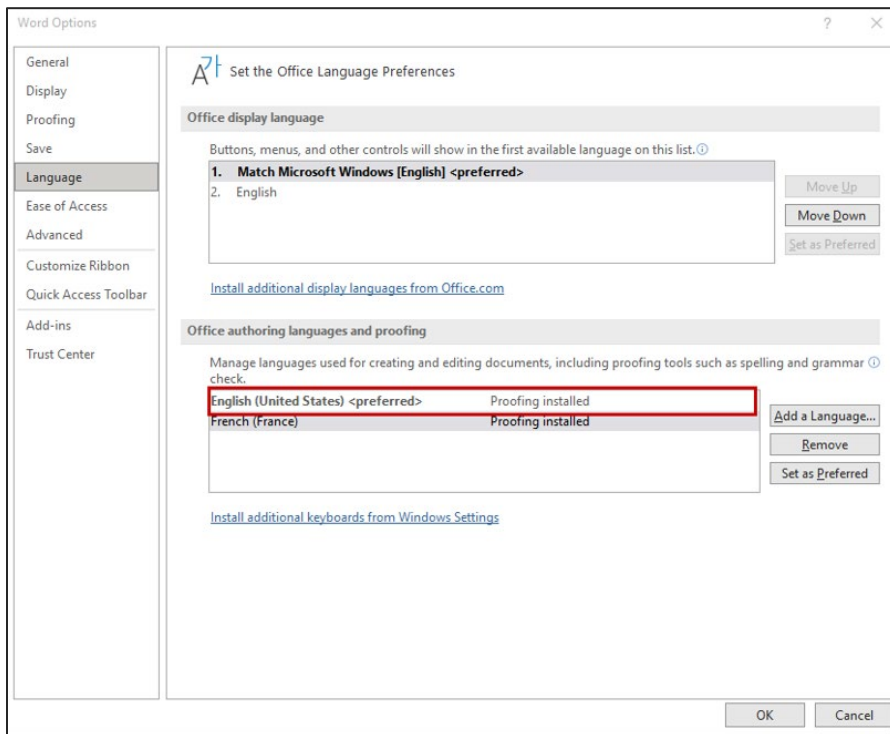 Word Options
?
General
Display
Proofing
Save
Language
Ease of Access
Advanced
Customize Ribbon
Quick Access Toolbar
Add-ins
Trust Center
Set the Office Language Preferences
Office display language
Buttons, menus, and other controls will show in the first available language on this list.
1. Match Microsoft Windows [English] <preferred>
2. English
Move Up
Move Down
Set as Preferred
Install additional display languages from Office.com
Office authoring languages and proofing
Manage languages used for creating and editing documents, including proofing tools such as spelling and grammar
check.
English (United States) <preferred> Proofing installed
French (France) Proofing installed
Add a Language...
Remove
Set as Preferred
Install additional keyboards from Windows Settings
OK
Cancel